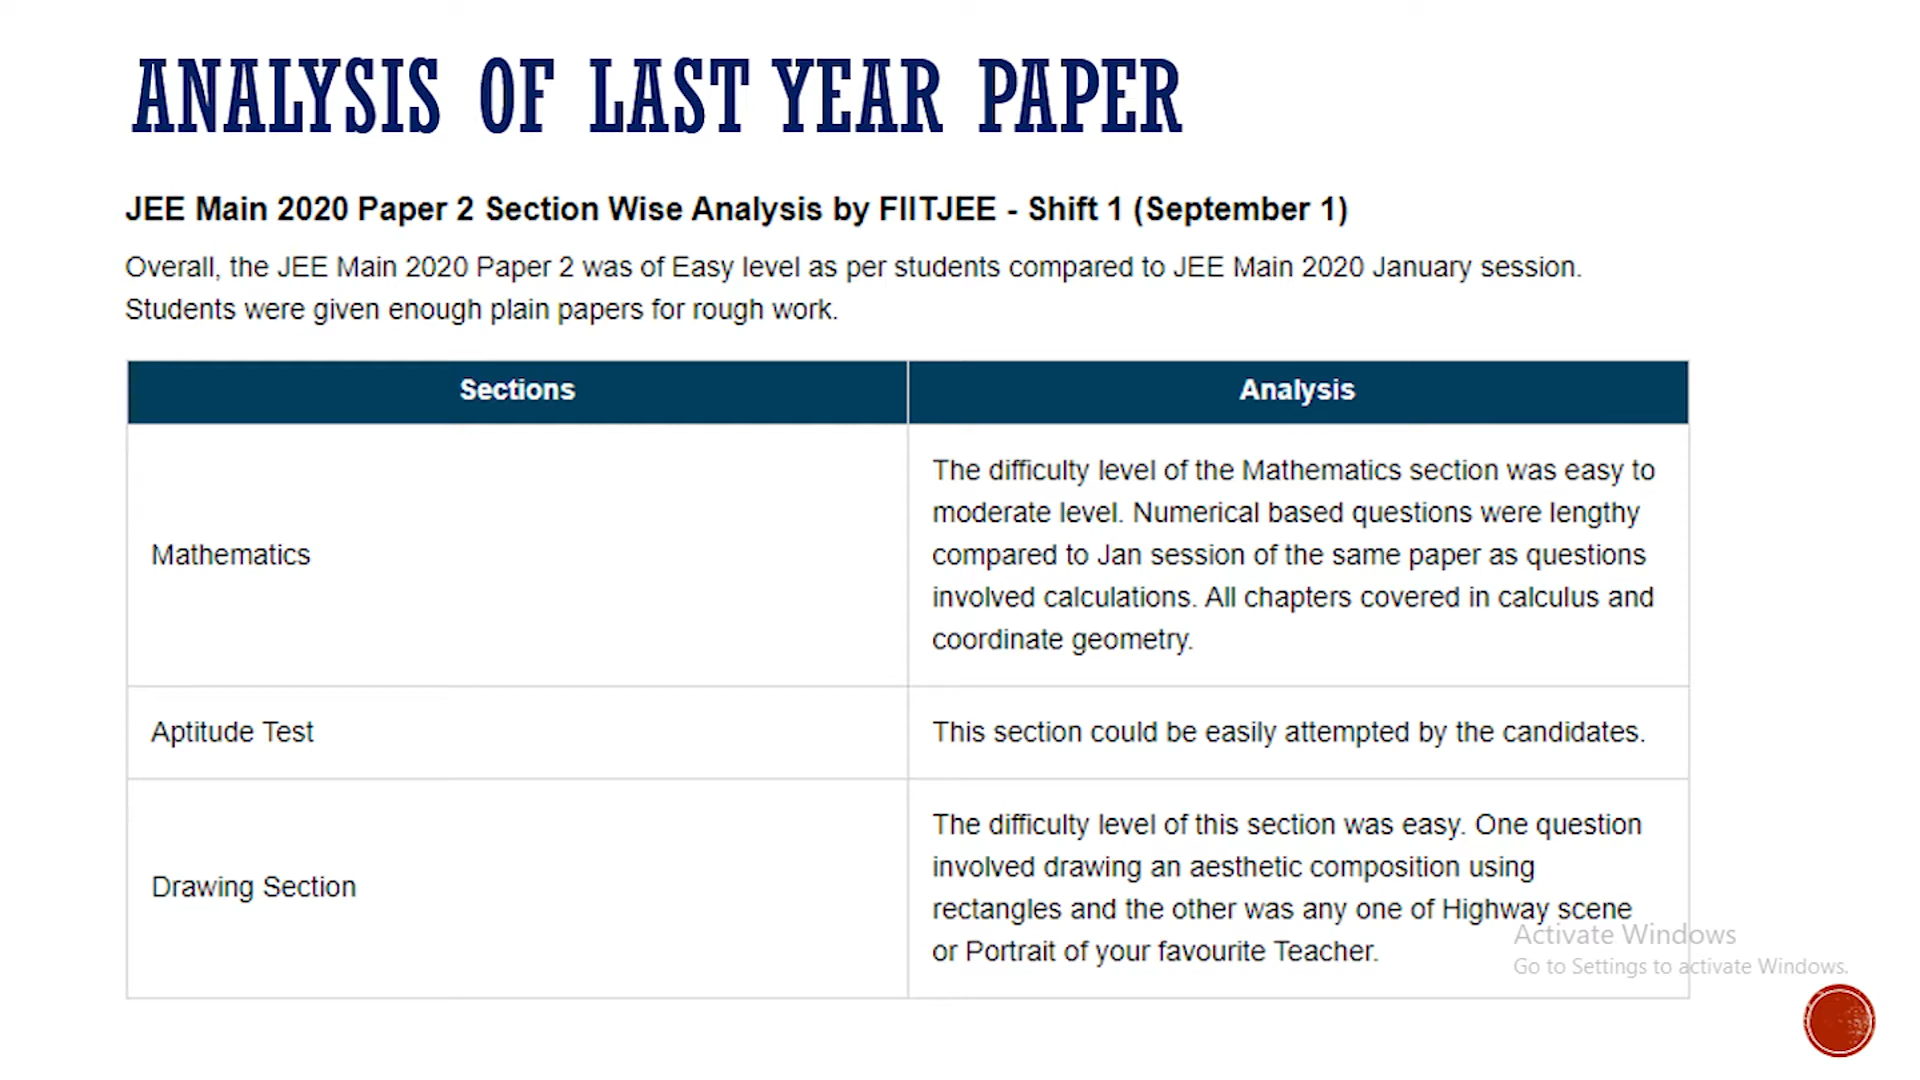 ANALYSIS OF LAST YEAR PAPER
JEE Main 2020 Paper 2 Section Wise Analysis by FIITJEE - Shift 1 (September 1)
Overall, the JEE Main 2020 Paper 2 was of Easy level as per students compared to JEE Main 2020 January session.
Students were given enough plain papers for rough work.
Sections
Analysis
Mathematics
The difficulty level of the Mathematics section was easy to
moderate level. Numerical based questions were lengthy
compared to Jan session of the same paper as questions
involved calculations. All chapters covered in calculus and
coordinate geometry.
Aptitude Test
This section could be easily attempted by the candidates.
Drawing Section
The difficulty level of this section was easy. One question
involved drawing an aesthetic composition using
rectangles and the other was any one of Highway scene
or Portrait of your favourite Teacher.
Activate Windows
Go to Settings to activate Windows.